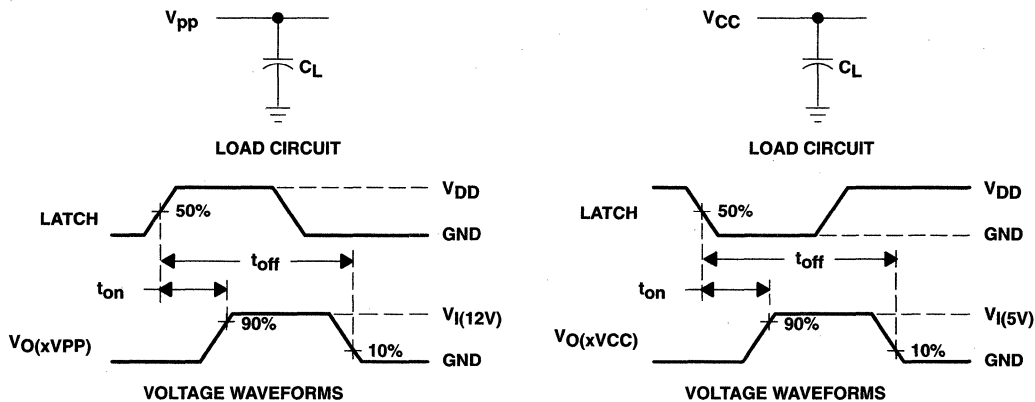 Vpp
CL
LOAD CIRCUIT
LATCH
50%
VDD
GND
toff
ton
VO(xVPP)
90%
10%
VI(12V)
GND
VOLTAGE WAVEFORMS
VCC
CL
LOAD CIRCUIT
LATCH
50%
VDD
GND
toff
ton
VO(xVCC)
90%
10%
VI(5V)
GND
VOLTAGE WAVEFORMS